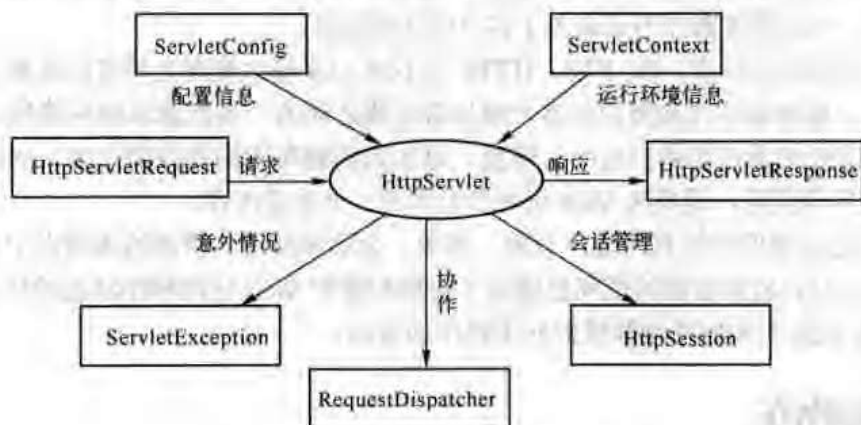 ServletConfig
ServletContext
配置信息
运行环境信息
HttpServletRequest
请求
HttpServlet
响应
HttpServletResponse
意外情况
协作
会话管理
ServletException
HttpSession
RequestDispatcher